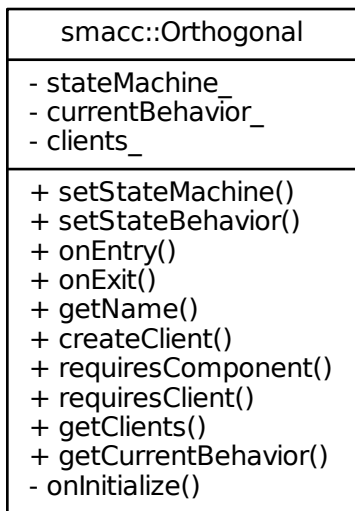 smacc::Orthogonal
- stateMachine_
- currentBehavior_
- clients_
+ setStateMachine()
+ setStateBehavior()
+ onEntry()
+ onExit()
+ getName()
+ createClient()
+ requiresComponent()
+ requiresClient()
+ getClients()
+ getCurrentBehavior()
- onInitialize()